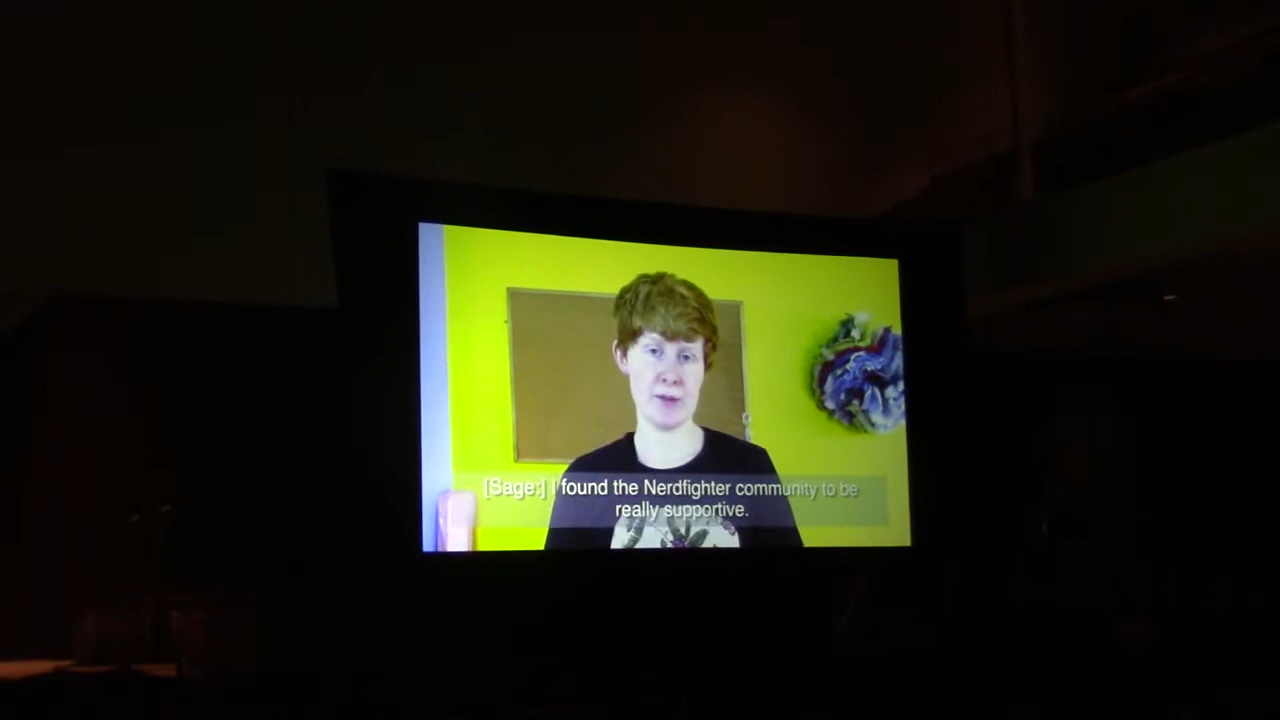 [Sage:] I found the Nerdfighter community to be
really supportive.